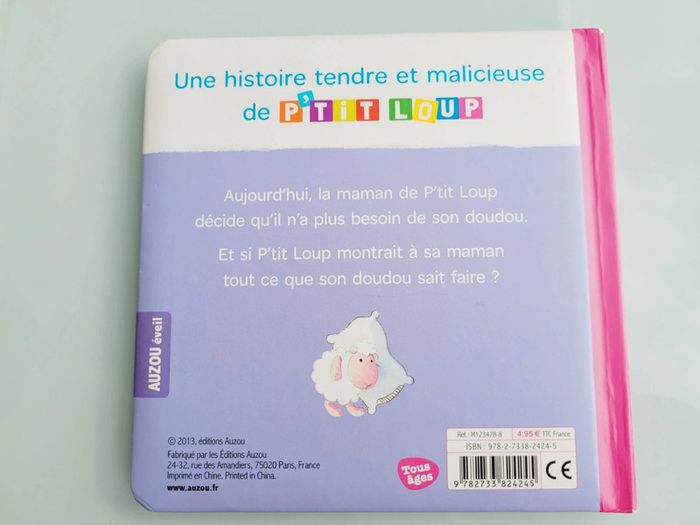 Une histoire tendre et malicieuse
de P'TIT LOUP
Aujourd'hui, la maman de P'tit Loup
décide qu'il n'a plus besoin de son doudou.
Et si P'tit Loup montrait à sa maman
tout ce que son doudou sait faire ?
AUZOU éveil
© 2013, éditions Auzou
Fabriqué par les Éditions Auzou
24-32, rue des Amandiers, 75020 Paris, France
Imprimé en Chine. Printed in China.
www.auzou.fr
Tous
âges
Réf.: M12347B-8 4,95 € TTC France
ISBN : 978-2-7338-2424-5
CE
9 782733 824245